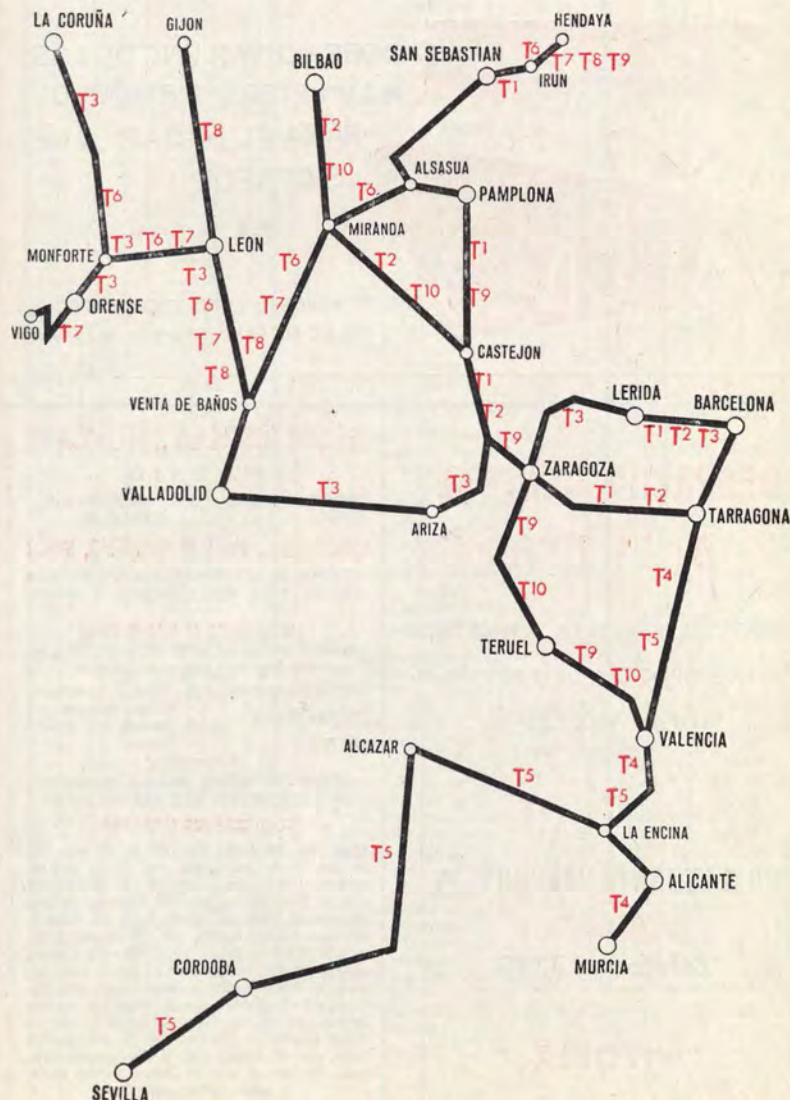 LA CORUÑA
GIJON
HENDAYA
BILBAO
SAN SEBASTIAN
T6
T7 T8 T9
IRUN
T1
T3
T8
T2
T10
ALSASUA
T6
PAMPLONA
T6
MIRANDA
LEON
T3 T6 T7
MONFORTE
T3
ORENSE
VIGO
T7
T3
T6
T7
T8
T6
T7
T8
T2
T10
T1
T9
CASTEJON
VENTA DE BAÑOS
T1
T2
T9
T3
LERIDA
BARCELONA
T1 T2 T3
ZARAGOZA
VALLADOLID
T3
T3
ARIZA
T1 T2
TARRAGONA
T9
T10
T4
T5
TERUEL
T9
T10
VALENCIA
ALCAZAR
T4
T5
T5
LA ENCINA
T5
ALICANTE
T4
MURCIA
CORDOBA
T5
SEVILLA